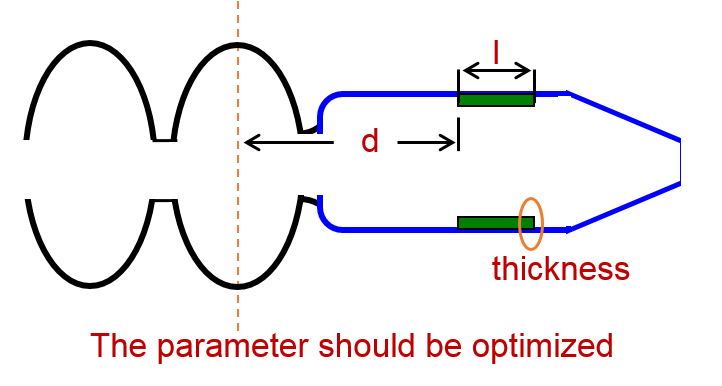 l
d
thickness
The parameter should be optimized